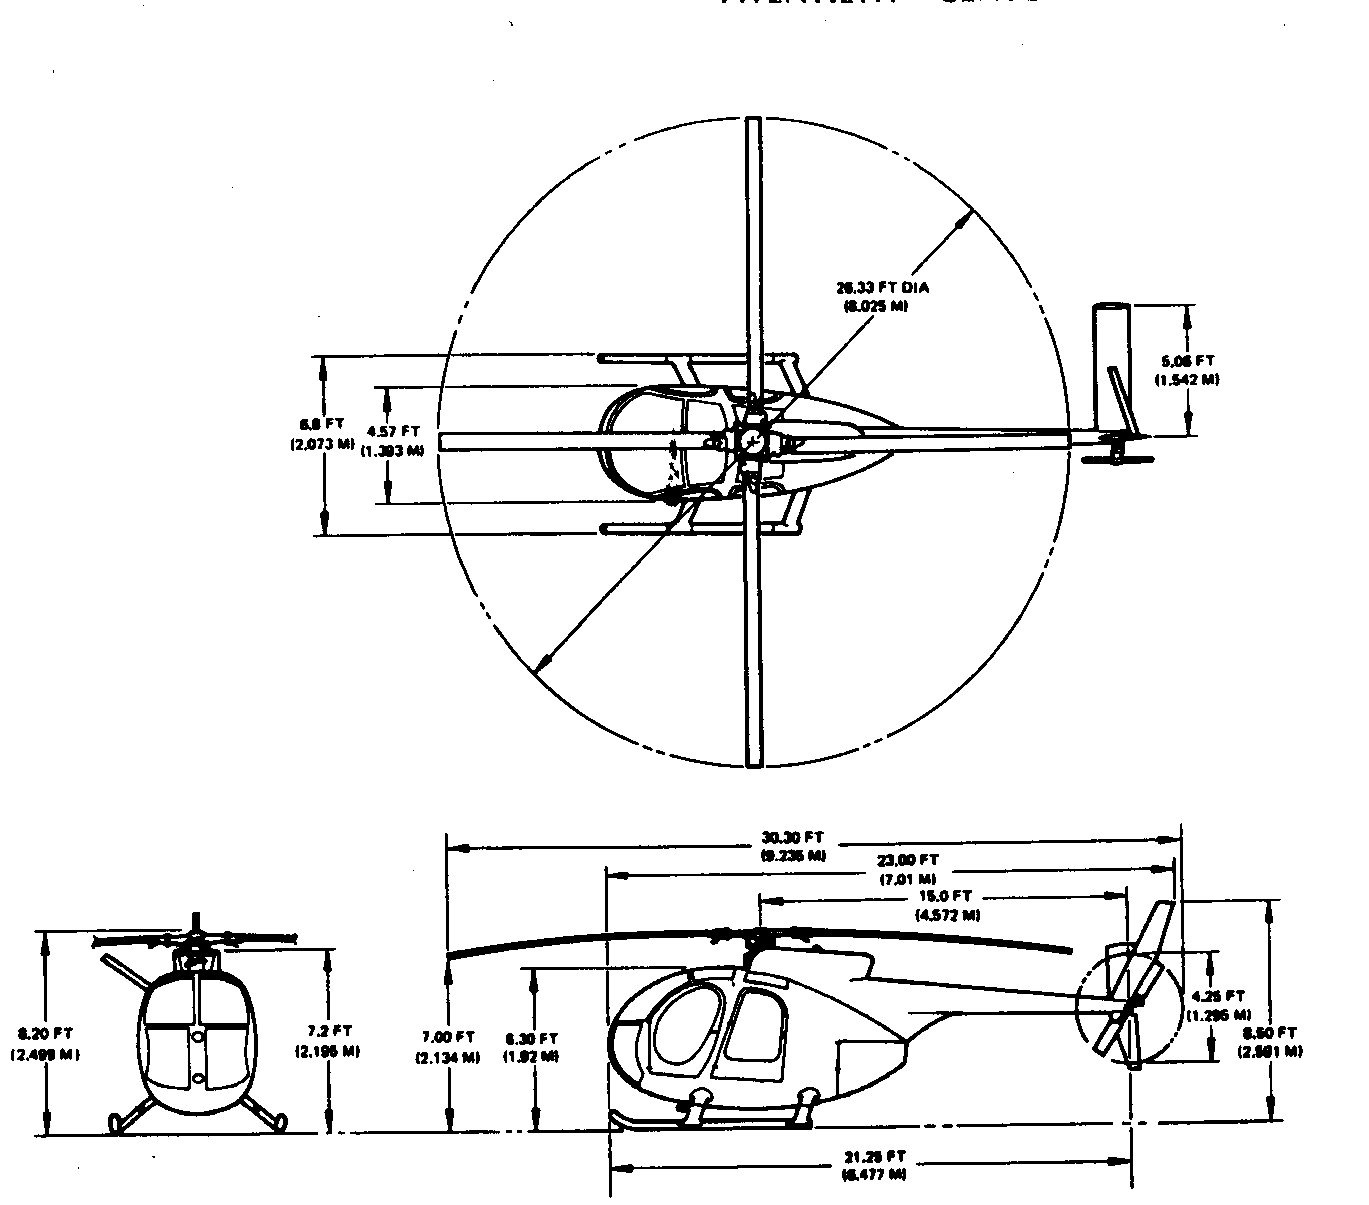 26.33 FT DIA
(8.025 M)
5.06 FT
(1.542 M)
6.8 FT
(2.073 M)
4.57 FT
(1.393 M)
30.30 FT
(9.235 M)
23.00 FT
(7.01 M)
15.0 FT
(4.572 M)
8.20 FT
(2.499 M)
7.2 FT
(2.195 M)
7.00 FT
(2.134 M)
6.30 FT
(1.92 M)
4.25 FT
(1.295 M)
8.50 FT
(2.591 M)
21.25 FT
(6.477 M)